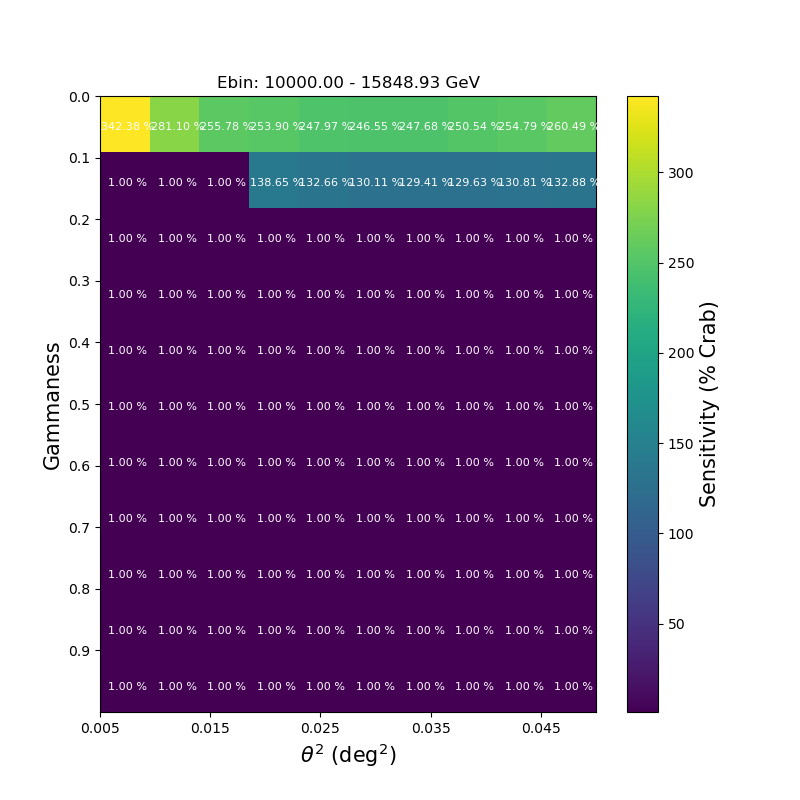 Ebin: 10000.00 - 15848.93 GeV
0.0
342.38 % 281.10 % 255.78 % 253.90 % 247.97 % 246.55 % 247.68 % 250.54 % 254.79 % 260.49 %
0.1
1.00 % 1.00 % 1.00 % 138.65 % 132.66 % 130.11 % 129.41 % 129.63 % 130.81 % 132.88 %
0.2
1.00 % 1.00 % 1.00 % 1.00 % 1.00 % 1.00 % 1.00 % 1.00 % 1.00 % 1.00 %
0.3
1.00 % 1.00 % 1.00 % 1.00 % 1.00 % 1.00 % 1.00 % 1.00 % 1.00 % 1.00 %
0.4
1.00 % 1.00 % 1.00 % 1.00 % 1.00 % 1.00 % 1.00 % 1.00 % 1.00 % 1.00 %
0.5
1.00 % 1.00 % 1.00 % 1.00 % 1.00 % 1.00 % 1.00 % 1.00 % 1.00 % 1.00 %
0.6
1.00 % 1.00 % 1.00 % 1.00 % 1.00 % 1.00 % 1.00 % 1.00 % 1.00 % 1.00 %
0.7
1.00 % 1.00 % 1.00 % 1.00 % 1.00 % 1.00 % 1.00 % 1.00 % 1.00 % 1.00 %
0.8
1.00 % 1.00 % 1.00 % 1.00 % 1.00 % 1.00 % 1.00 % 1.00 % 1.00 % 1.00 %
0.9
1.00 % 1.00 % 1.00 % 1.00 % 1.00 % 1.00 % 1.00 % 1.00 % 1.00 % 1.00 %
1.00 % 1.00 % 1.00 % 1.00 % 1.00 % 1.00 % 1.00 % 1.00 % 1.00 % 1.00 %
Gammaness
0.005 0.015 0.025 0.035 0.045
θ² (deg²)
300
250
200
150
100
50
Sensitivity (% Crab)